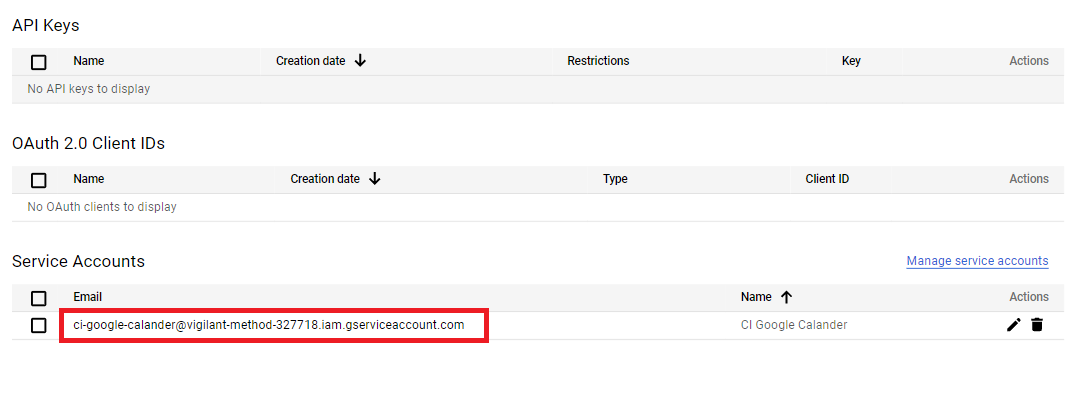 API Keys
Name Creation date Restrictions Key Actions
No API keys to display
OAuth 2.0 Client IDs
Name Creation date Type Client ID Actions
No OAuth clients to display
Service Accounts Manage service accounts
Email Name Actions
ci-google-calander@vigilant-method-327718.iam.gserviceaccount.com CI Google Calander